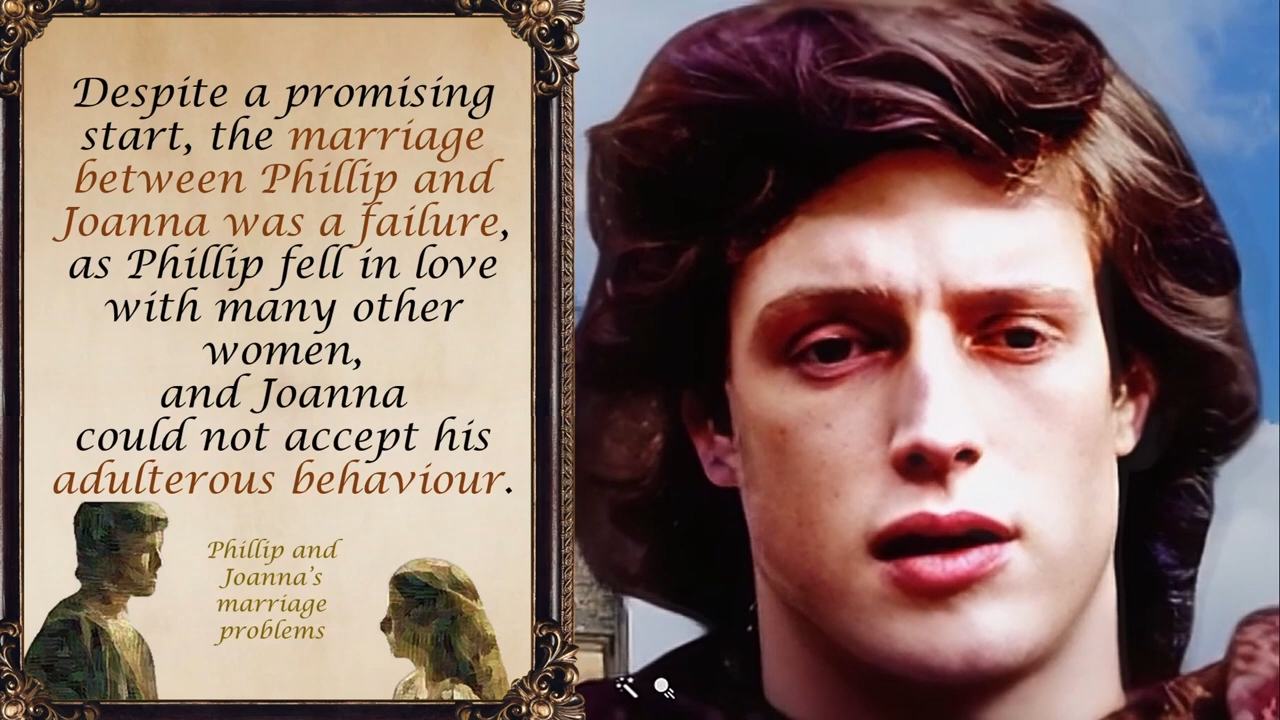 Despite a promising
start, the marriage
between Phillip and
Joanna was a failure,
as Phillip fell in love
with many other
women,
and Joanna
could not accept his
adulterous behaviour.
Phillip and
Joanna's
marriage
problems